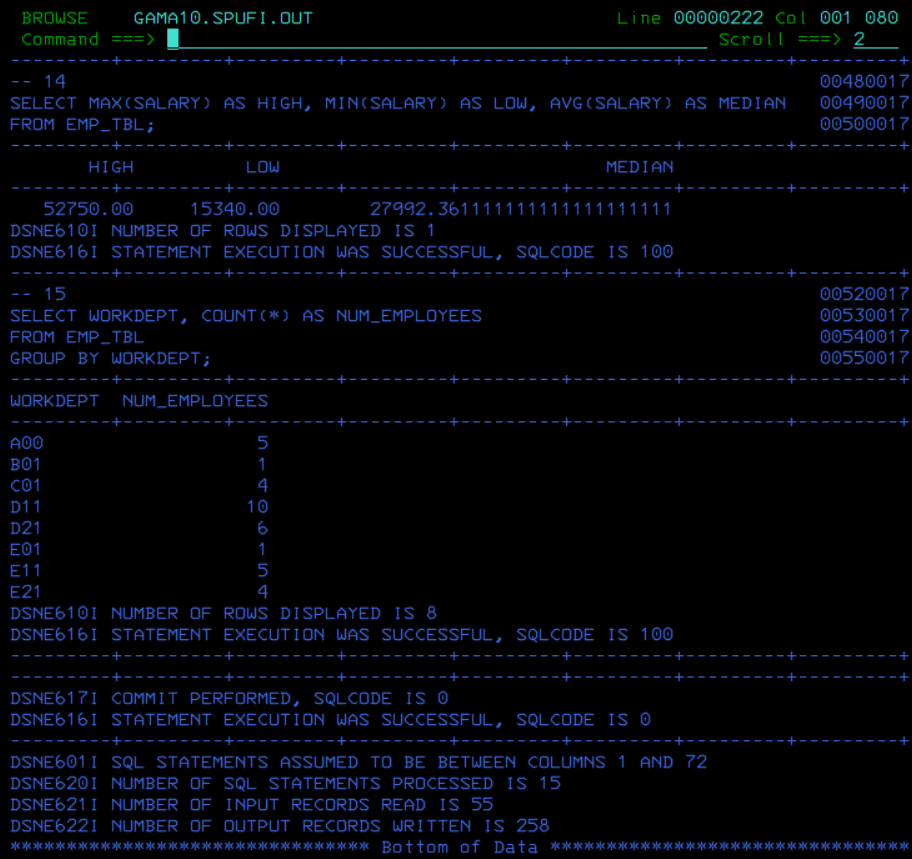 BROWSE    GAMA10.SPUFI.OUT                           Line 00000222 Col 001 080
Command ===>                                                  Scroll ===> 2
---------+---------+---------+---------+---------+---------+---------+---------+
-- 14                                                                   00480017
SELECT MAX(SALARY) AS HIGH, MIN(SALARY) AS LOW, AVG(SALARY) AS MEDIAN   00490017
FROM EMP_TBL;                                                           00500017
---------+---------+---------+---------+---------+---------+---------+---------+
       HIGH          LOW                             MEDIAN
---------+---------+---------+---------+---------+---------+---------+---------+
   52750.00     15340.00        27992.3611111111111111111
DSNE610I NUMBER OF ROWS DISPLAYED IS 1
DSNE616I STATEMENT EXECUTION WAS SUCCESSFUL, SQLCODE IS 100
---------+---------+---------+---------+---------+---------+---------+---------+
-- 15                                                                   00520017
SELECT WORKDEPT, COUNT(*) AS NUM_EMPLOYEES                              00530017
FROM EMP_TBL                                                            00540017
GROUP BY WORKDEPT;                                                      00550017
---------+---------+---------+---------+---------+---------+---------+---------+
WORKDEPT  NUM_EMPLOYEES
---------+---------+---------+---------+---------+---------+---------+---------+
A00                   5
B01                   1
C01                   4
D11                  10
D21                   6
E01                   1
E11                   5
E21                   4
DSNE610I NUMBER OF ROWS DISPLAYED IS 8
DSNE616I STATEMENT EXECUTION WAS SUCCESSFUL, SQLCODE IS 100
---------+---------+---------+---------+---------+---------+---------+---------+
---------+---------+---------+---------+---------+---------+---------+---------+
DSNE617I COMMIT PERFORMED, SQLCODE IS 0
DSNE616I STATEMENT EXECUTION WAS SUCCESSFUL, SQLCODE IS 0
---------+---------+---------+---------+---------+---------+---------+---------+
DSNE601I SQL STATEMENTS ASSUMED TO BE BETWEEN COLUMNS 1 AND 72
DSNE620I NUMBER OF SQL STATEMENTS PROCESSED IS 15
DSNE621I NUMBER OF INPUT RECORDS READ IS 55
DSNE622I NUMBER OF OUTPUT RECORDS WRITTEN IS 258
******************************** Bottom of Data ********************************